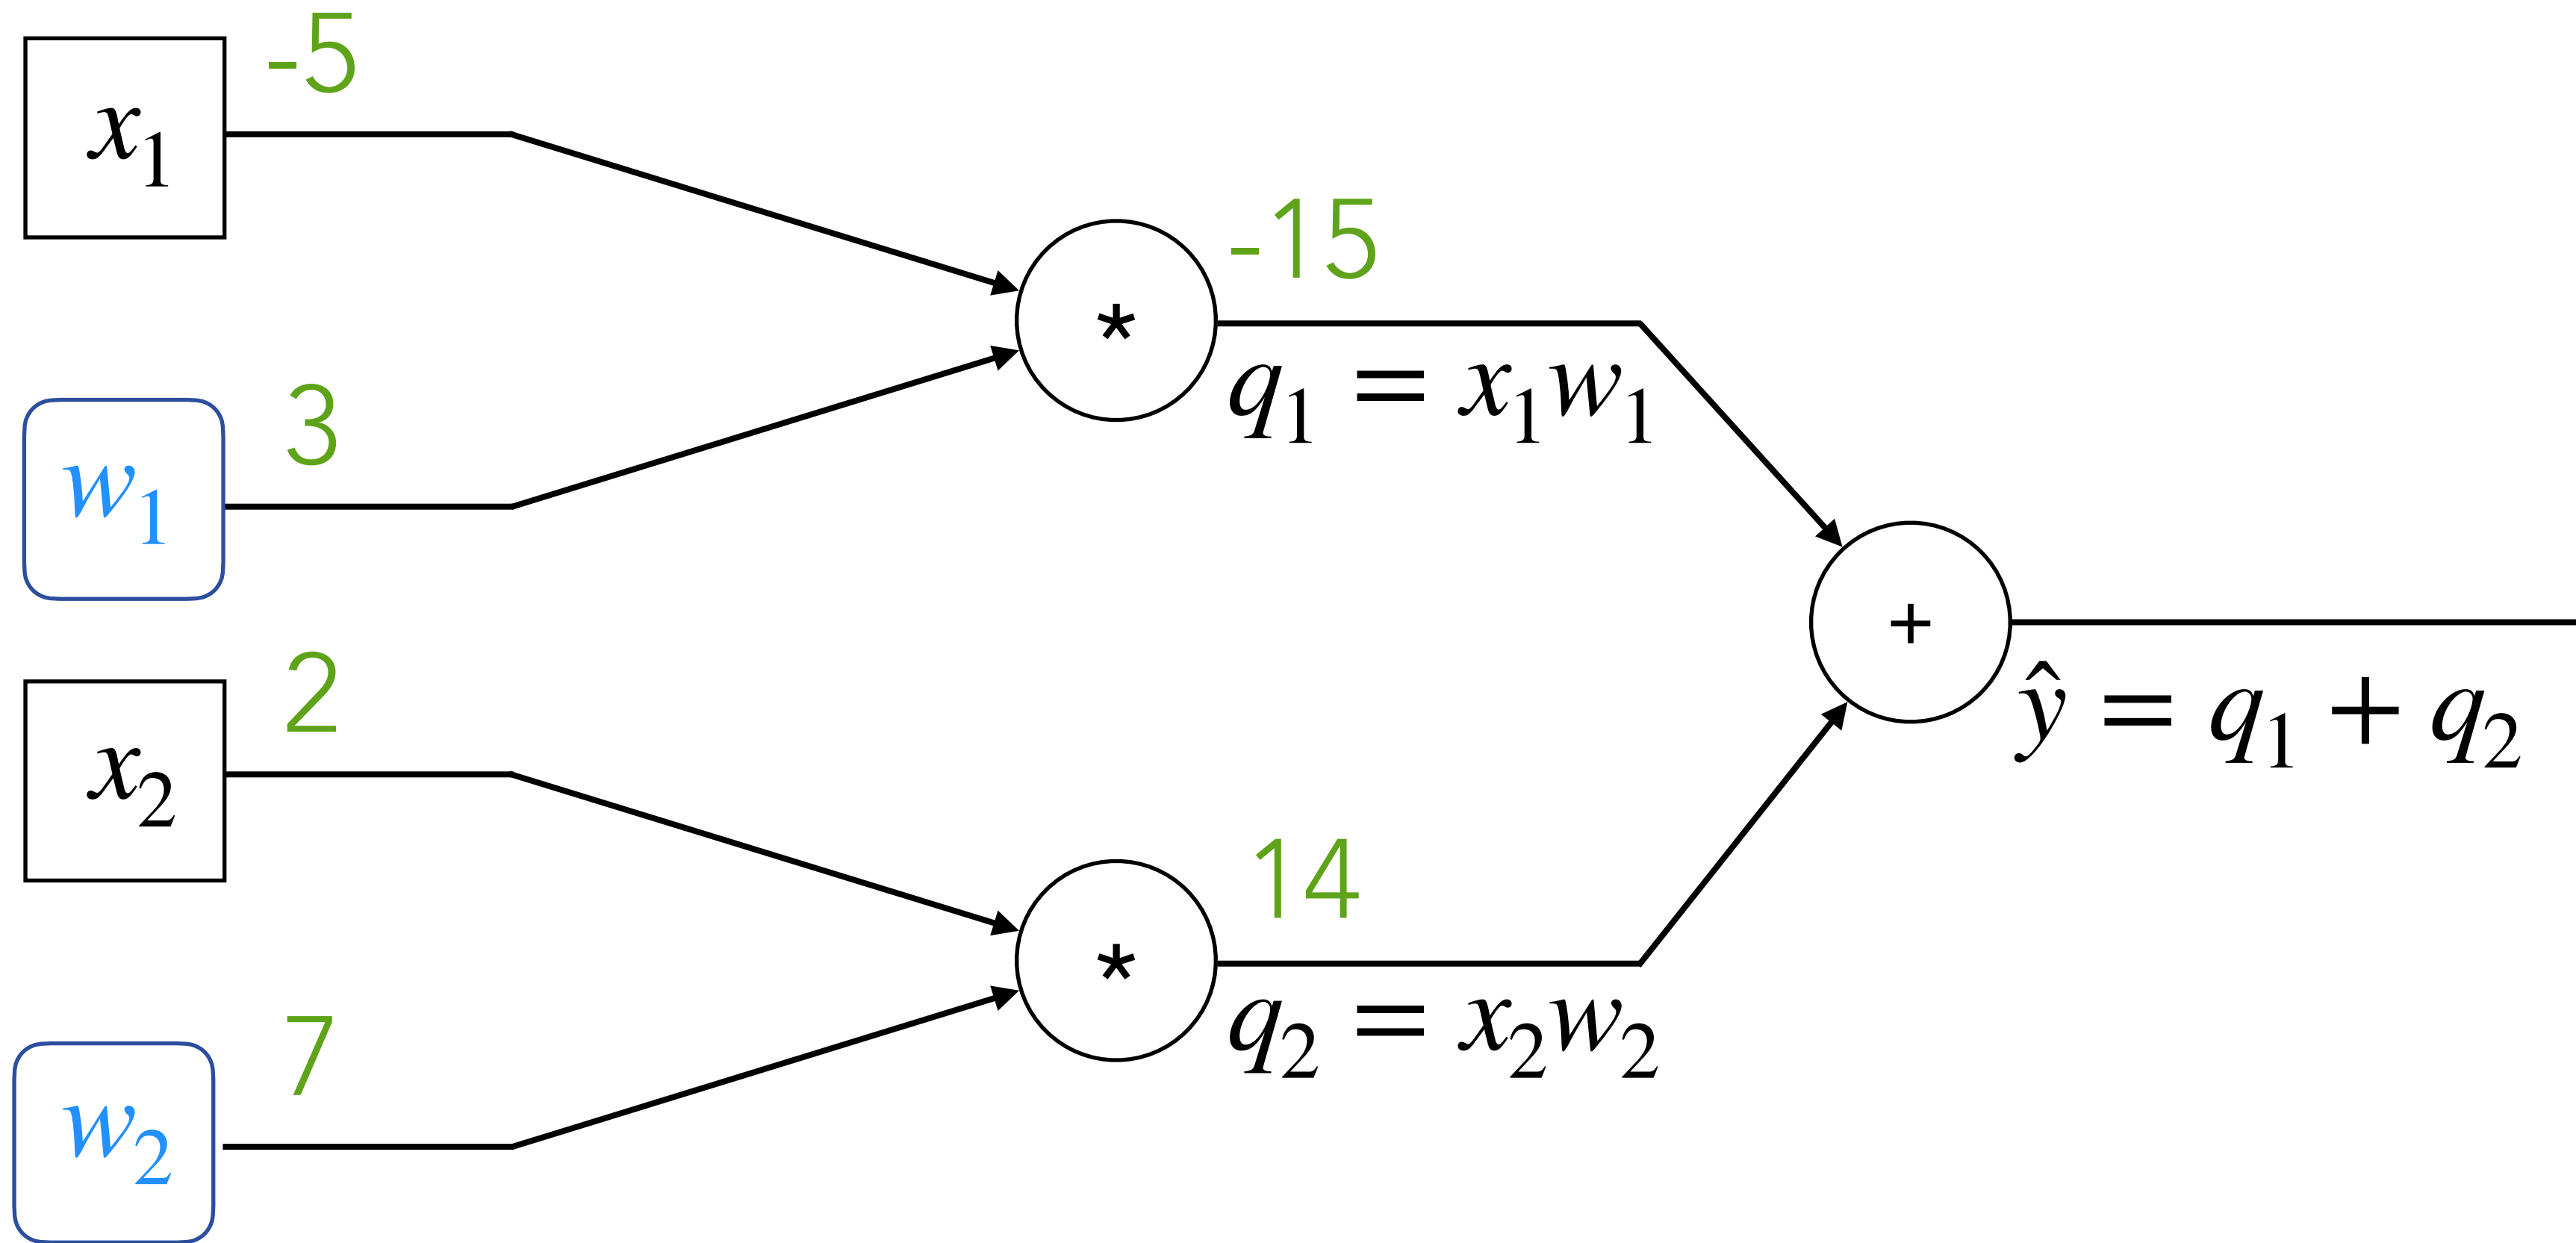 -5
x₁
-15
*
q₁ = x₁w₁
3
w₁
+
ŷ = q₁ + q₂
2
x₂
14
*
q₂ = x₂w₂
7
w₂